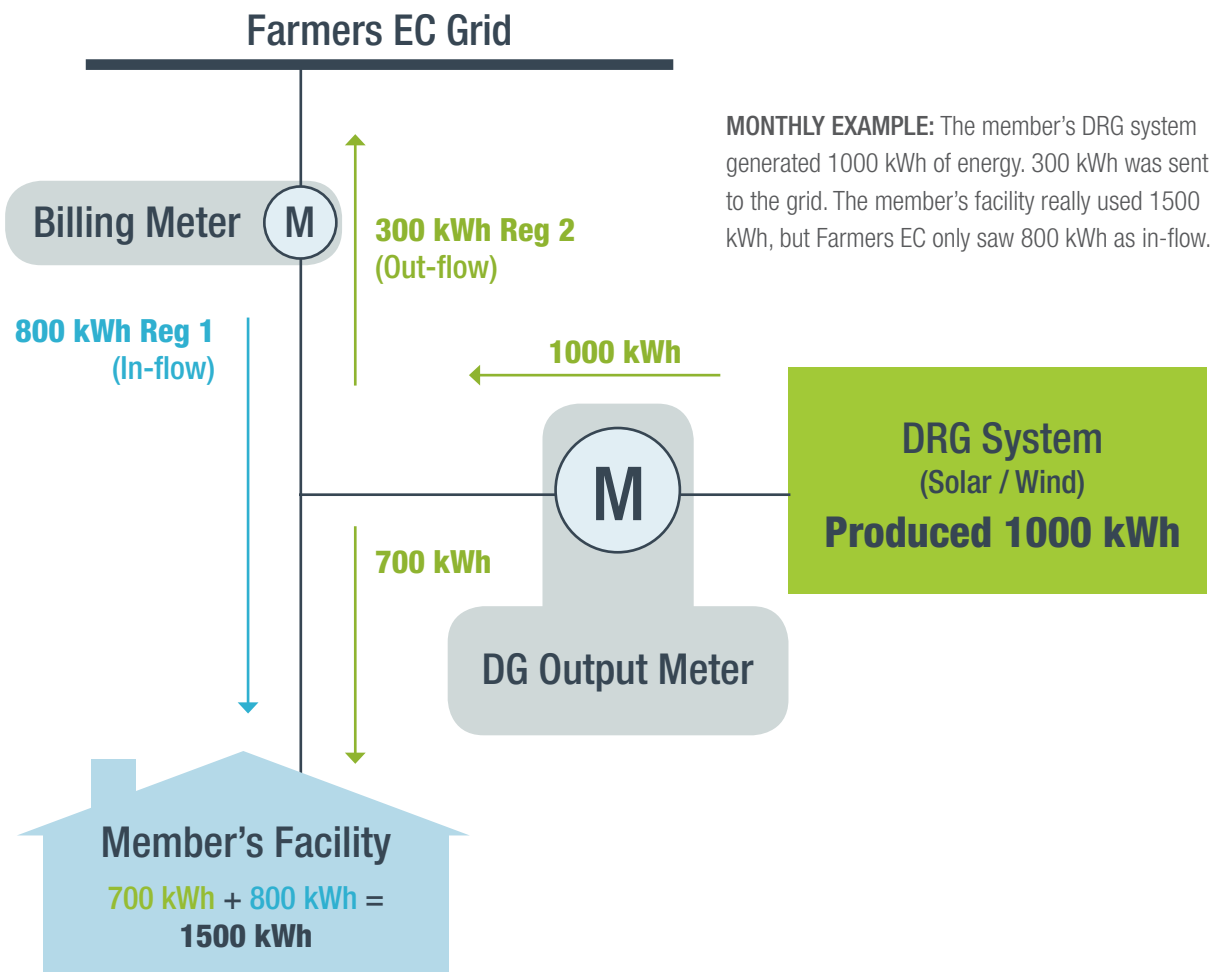 Farmers EC Grid
MONTHLY EXAMPLE: The member’s DRG system
generated 1000 kWh of energy. 300 kWh was sent
to the grid. The member’s facility really used 1500
kWh, but Farmers EC only saw 800 kWh as in-flow.
Billing Meter
M
300 kWh Reg 2
(Out-flow)
800 kWh Reg 1
(In-flow)
1000 kWh
M
DRG System
(Solar / Wind)
Produced 1000 kWh
700 kWh
DG Output Meter
Member’s Facility
700 kWh + 800 kWh =
1500 kWh